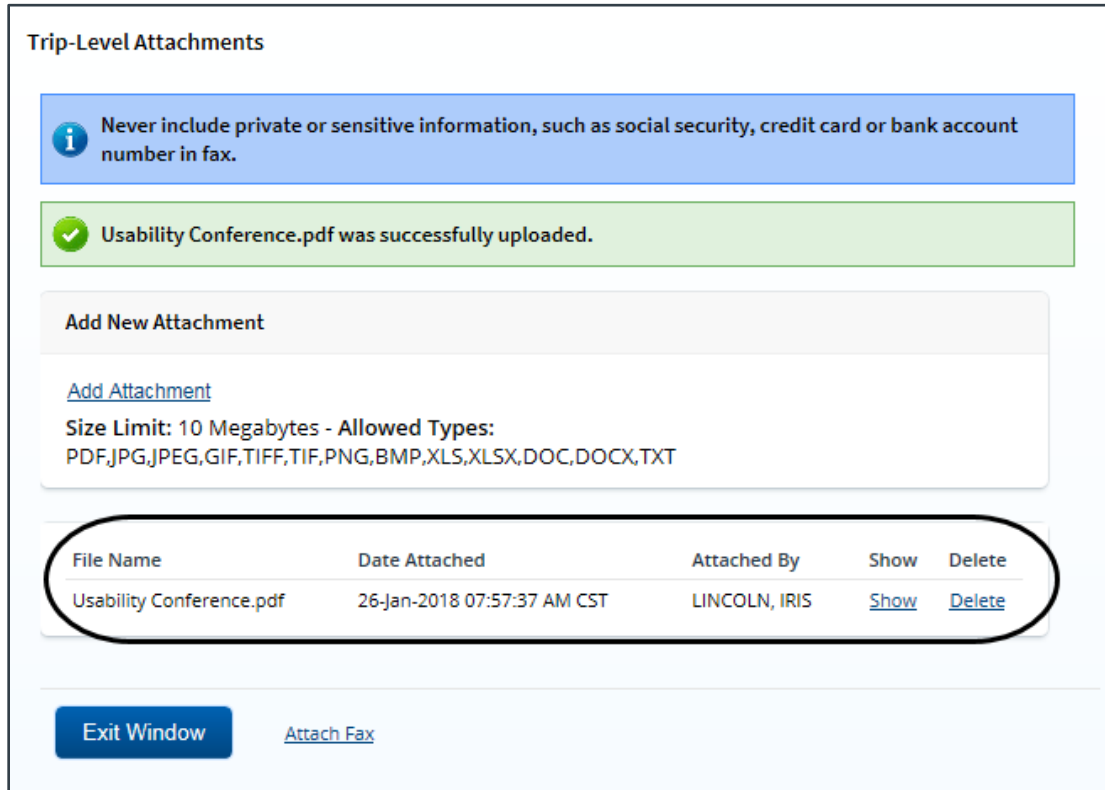 Trip-Level Attachments
Never include private or sensitive information, such as social security, credit card or bank account
number in fax.
Usability Conference.pdf was successfully uploaded.
Add New Attachment
Add Attachment
Size Limit: 10 Megabytes - Allowed Types:
PDF,JPG,JPEG,GIF,TIFF,TIF,PNG,BMP,XLS,XLSX,DOC,DOCX,TXT
File Name Date Attached Attached By Show Delete
Usability Conference.pdf 26-Jan-2018 07:57:37 AM CST LINCOLN, IRIS Show Delete
Exit Window Attach Fax